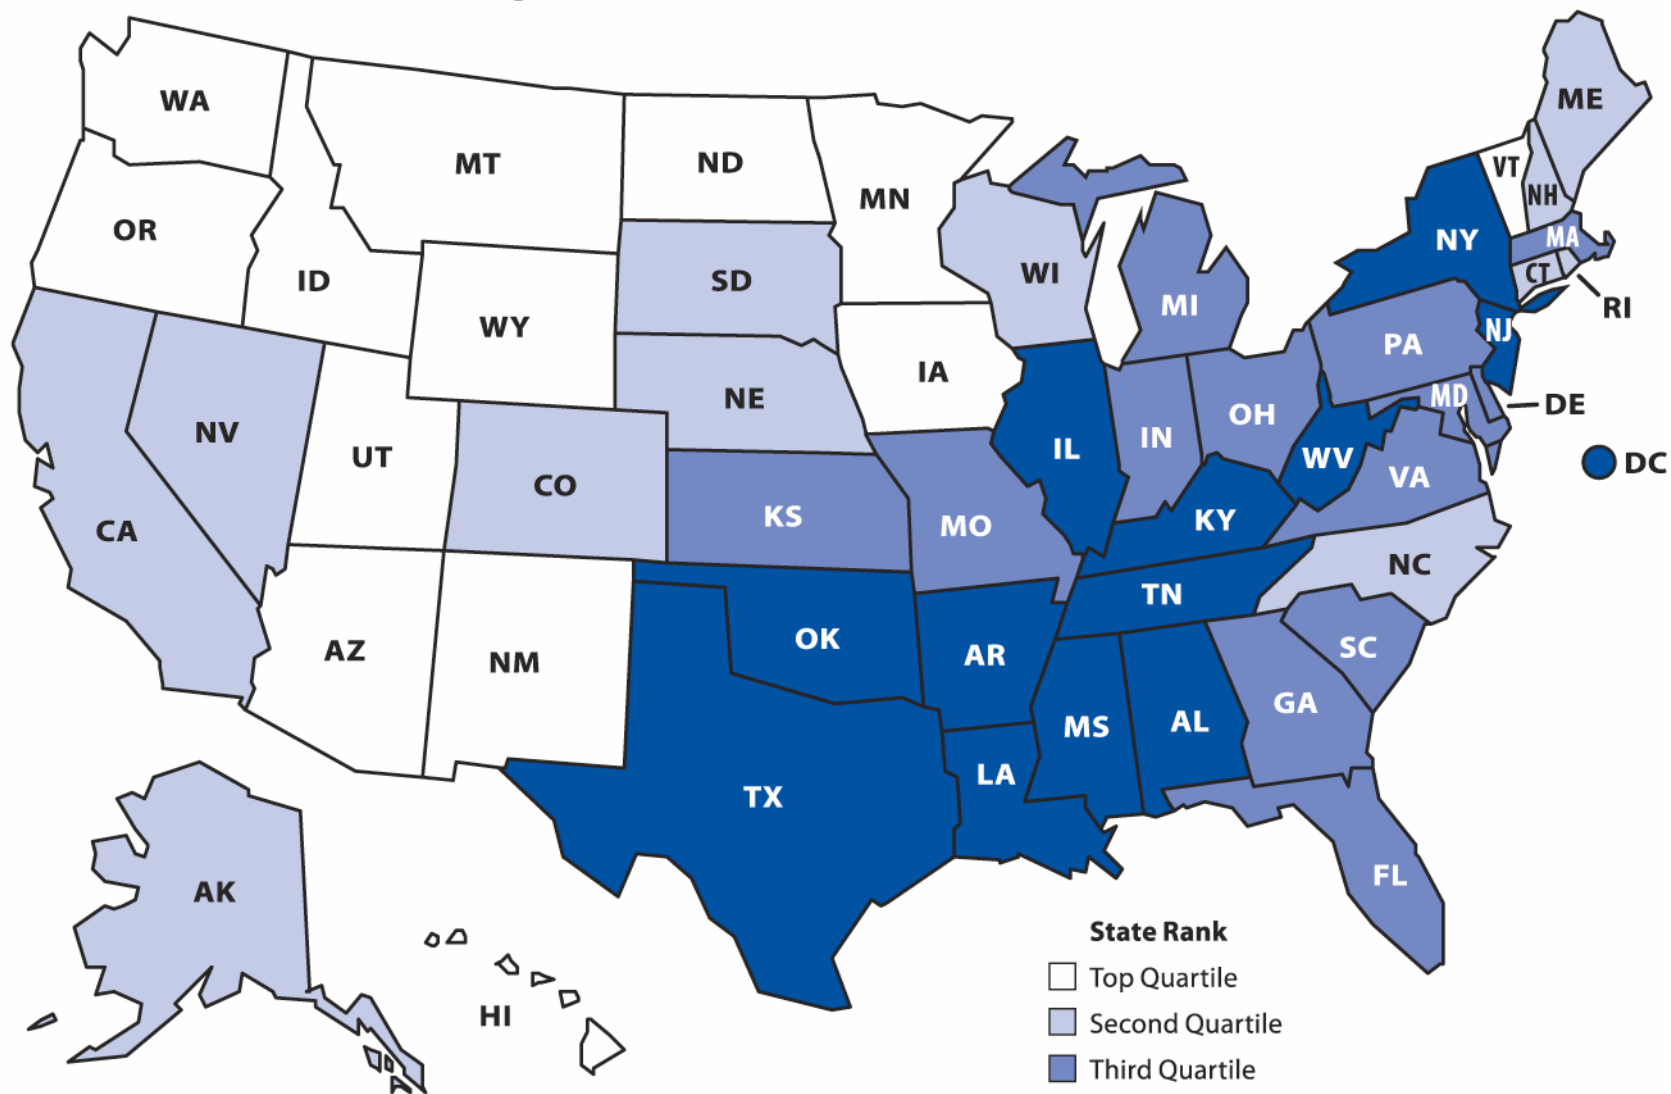 WA
MT
ND
MN
ME
VT
NH
OR
ID
SD
WI
NY
MA
CT
WY
MI
RI
IA
PA
NJ
NE
MD
DE
NV
UT
CO
IL
IN
OH
WV
DC
CA
KS
MO
KY
VA
NC
TN
AZ
NM
OK
AR
SC
GA
MS
AL
TX
LA
FL
AK
HI
State Rank
Top Quartile
Second Quartile
Third Quartile